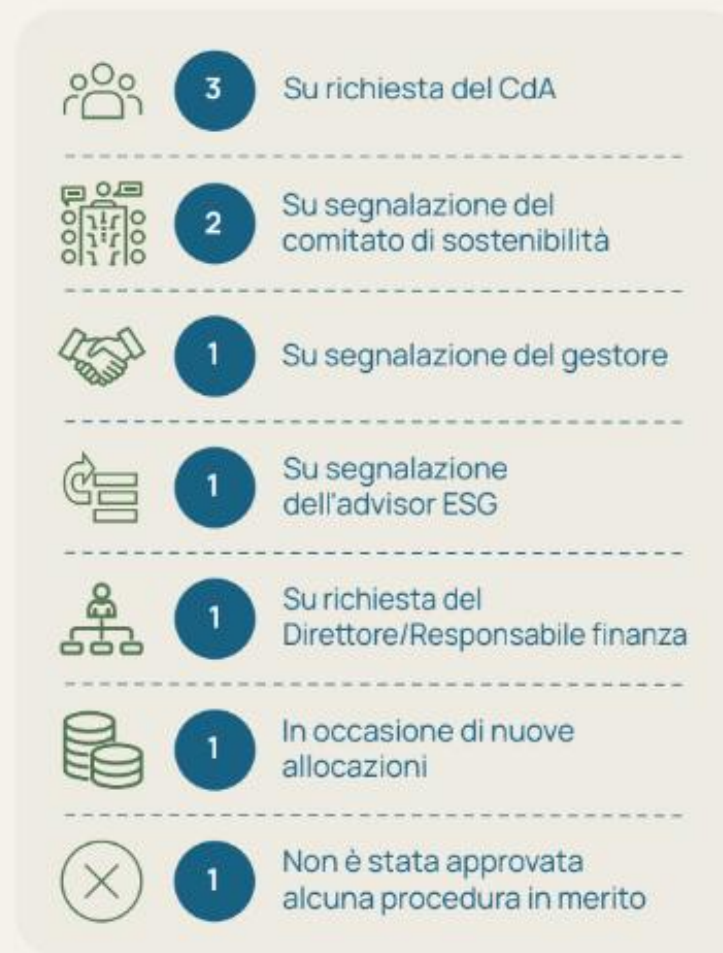 3
Su richiesta del CdA
2
Su segnalazione del
comitato di sostenibilità
1
Su segnalazione del gestore
1
Su segnalazione
dell'advisor ESG
1
Su richiesta del
Direttore/Responsabile finanza
1
In occasione di nuove
allocazioni
1
Non è stata approvata
alcuna procedura in merito